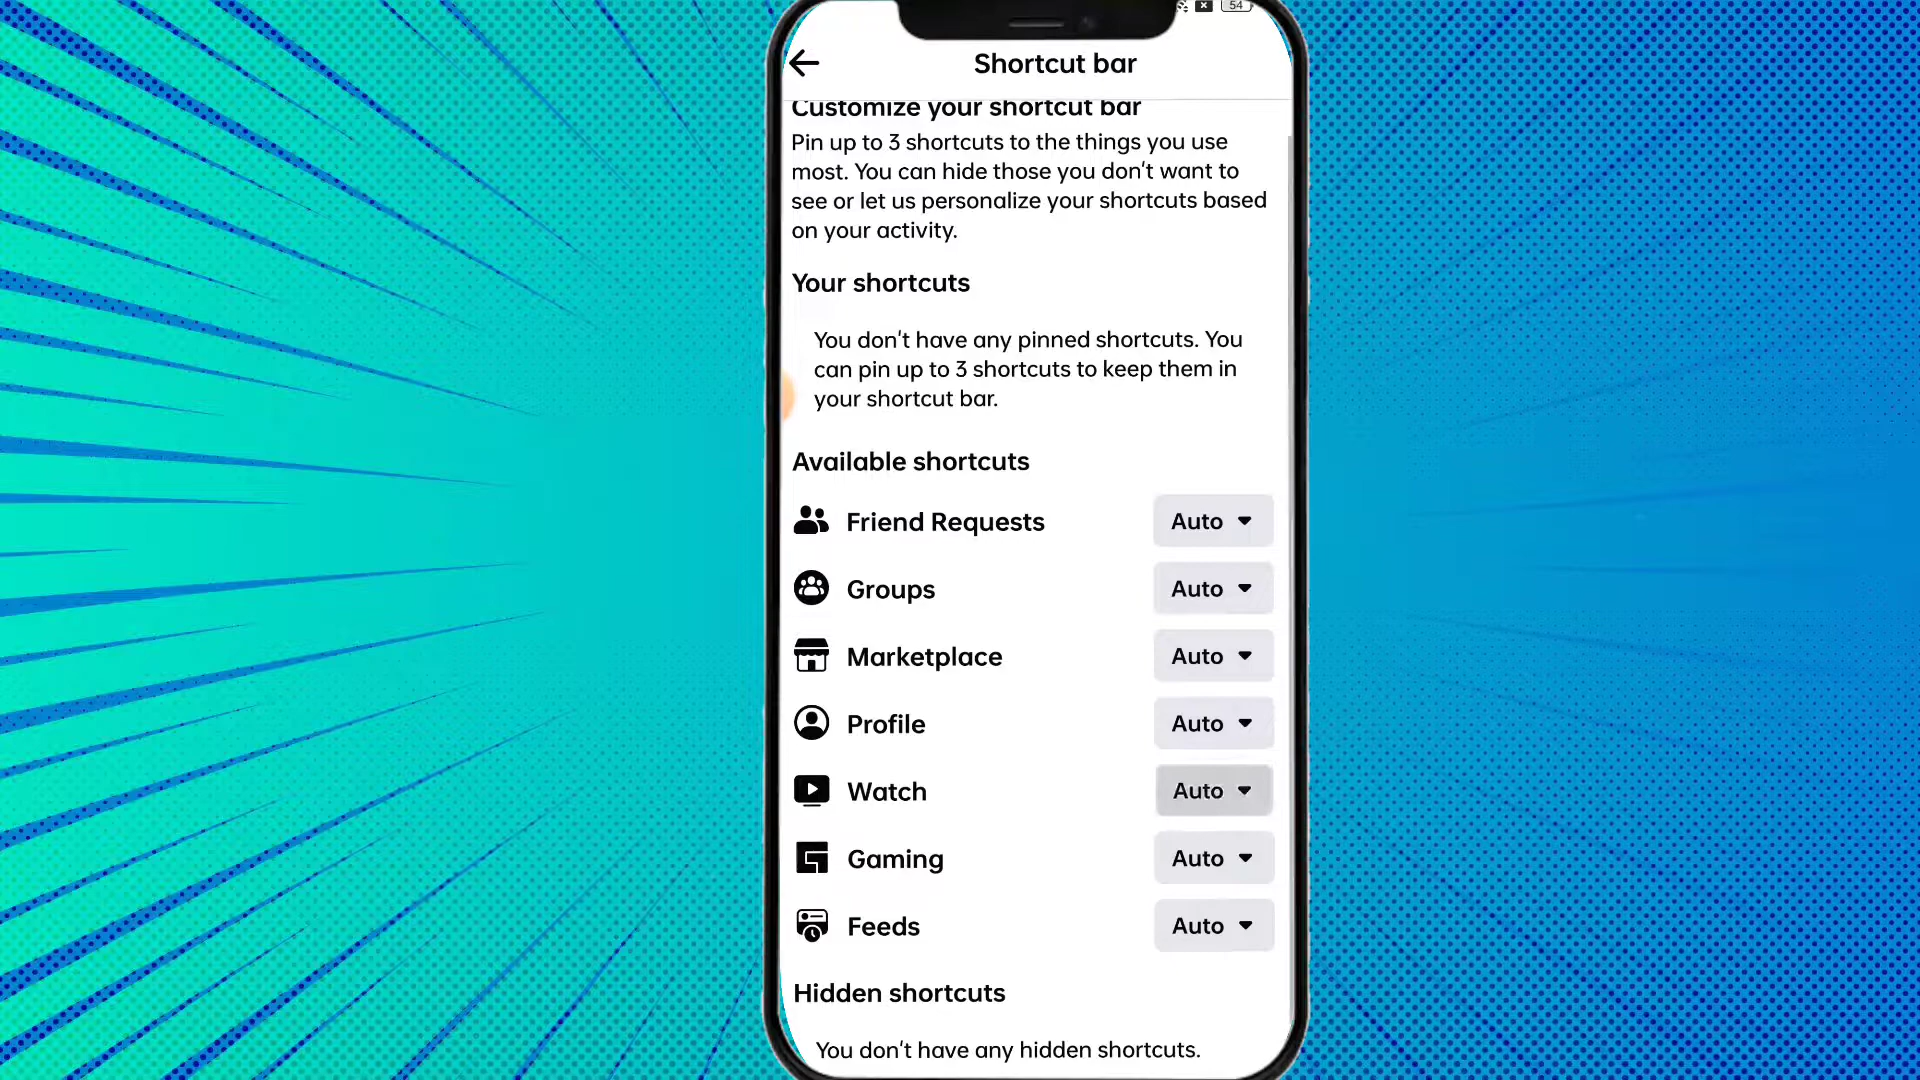 54
Shortcut bar
Customize your shortcut bar
Pin up to 3 shortcuts to the things you use
most. You can hide those you don't want to
see or let us personalize your shortcuts based
on your activity.
Your shortcuts
You don't have any pinned shortcuts. You
can pin up to 3 shortcuts to keep them in
your shortcut bar.
Available shortcuts
Friend Requests Auto
Groups Auto
Marketplace Auto
Profile Auto
Watch Auto
Gaming Auto
Feeds Auto
Hidden shortcuts
You don't have any hidden shortcuts.